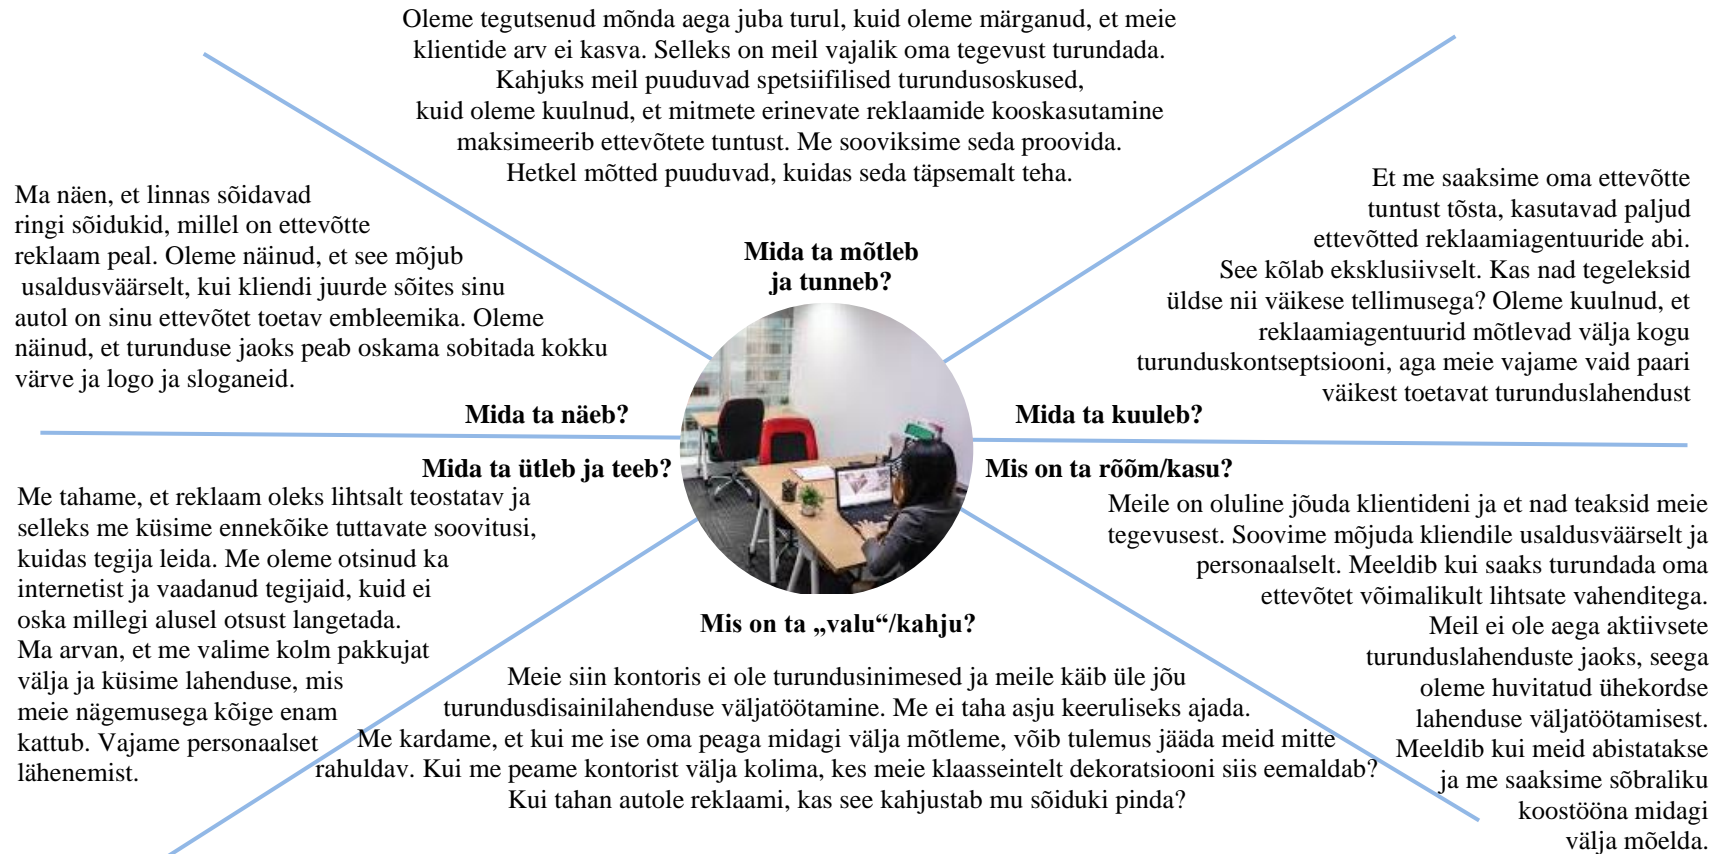 Oleme tegutsenud mõnda aega juba turul, kuid oleme märganud, et meie
klientide arv ei kasva. Selleks on meil vajalik oma tegevust turundada.
Kahjuks meil puuduvad spetsiifilised turundusoskused,
kuid oleme kuulnud, et mitmete erinevate reklaamide kooskasutamine
maksimeerib ettevõtete tuntust. Me sooviksime seda proovida.
Hetkel mõtted puuduvad, kuidas seda täpsemalt teha.
Mida ta mõtleb
ja tunneb?
Ma näen, et linnas sõidavad
ringi sõidukid, millel on ettevõtte
reklaam peal. Oleme näinud, et see mõjub
usaldusväärselt, kui kliendi juurde sõites sinu
autol on sinu ettevõtet toetav embleemika. Oleme
näinud, et turunduse jaoks peab oskama sobitada kokku
värve ja logo ja sloganeid.
Mida ta näeb?
Et me saaksime oma ettevõtte
tuntust tõsta, kasutavad paljud
ettevõtted reklaamiagentuuride abi.
See kõlab eksklusiivselt. Kas nad tegeleksid
üldse nii väikese tellimusega? Oleme kuulnud, et
reklaamiagentuurid mõtlevad välja kogu
turunduskontseptsiooni, aga meie vajame vaid paari
väikest toetavat turunduslahendust
Mida ta kuuleb?
Mida ta ütleb ja teeb?
Me tahame, et reklaam oleks lihtsalt teostatav ja
selleks me küsime ennekõike tuttavate soovitusi,
kuidas tegija leida. Me oleme otsinud ka
internetist ja vaadanud tegijaid, kuid ei
oska millegi alusel otsust langetada.
Ma arvan, et me valime kolm pakkujat
välja ja küsime lahenduse, mis
meie nägemusega kõige enam
kattub. Vajame personaalset
lähenemist.
Mis on ta rõõm/kasu?
Meile on oluline jõuda klientideni ja et nad teaksid meie
tegevusest. Soovime mõjuda kliendile usaldusväärselt ja
personaalselt. Meeldib kui saaks turundada oma
ettevõtet võimalikult lihtsate vahenditega.
Meil ei ole aega aktiivsete
turunduslahenduste jaoks, seega
oleme huvitatud ühekordse
lahenduse väljatöötamisest.
Meeldib kui meid abistatakse
ja me saaksime sõbraliku
koostööna midagi
välja mõelda.
Mis on ta „valu“/kahju?
Meie siin kontoris ei ole turundusinimesed ja meile käib üle jõu
turundusdisainilahenduse väljatöötamine. Me ei taha asju keeruliseks ajada.
Me kardame, et kui me ise oma peaga midagi välja mõtleme, võib tulemus jääda meid mitte
rahuldav. Kui me peame kontorist välja kolima, kes meie klaasseintelt dekoratsiooni siis eemaldab?
Kui tahan autole reklaami, kas see kahjustab mu sõiduki pinda?